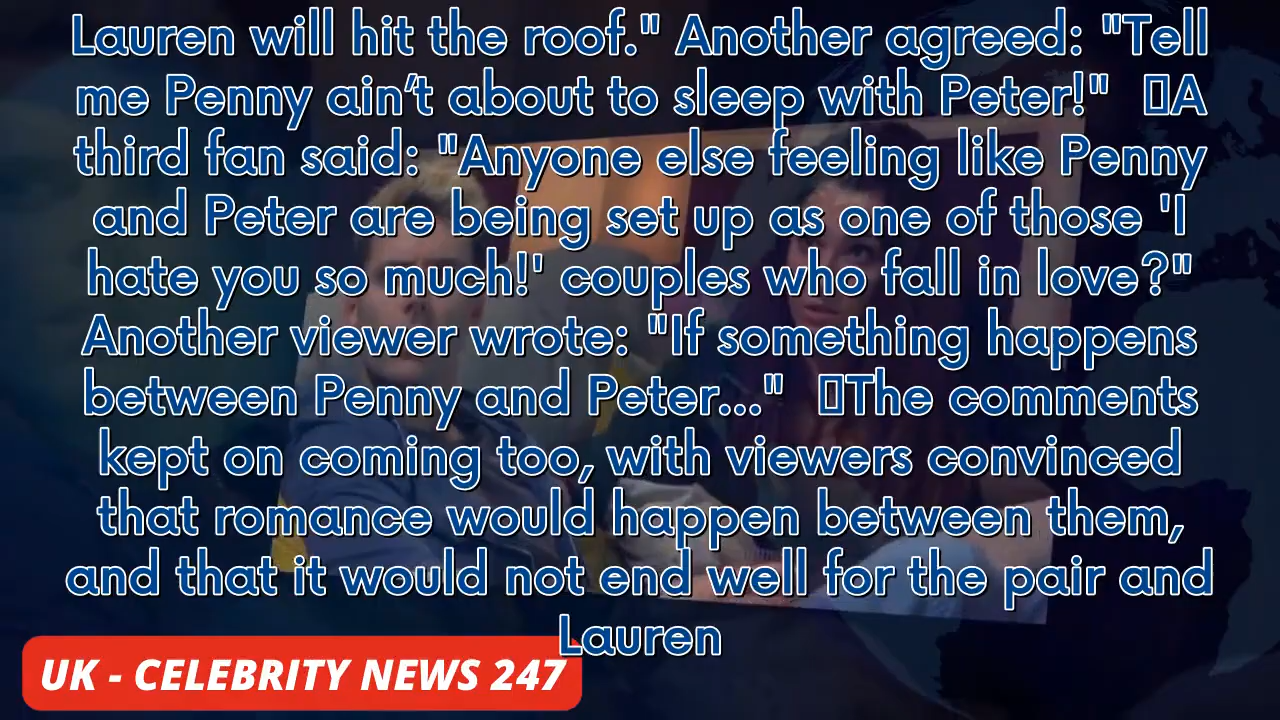 Lauren will hit the roof." Another agreed: "Tell
me Penny ain’t about to sleep with Peter!"  ▯A
third fan said: "Anyone else feeling like Penny
and Peter are being set up as one of those 'I
hate you so much!' couples who fall in love?"
Another viewer wrote: "If something happens
between Penny and Peter..."  ▯The comments
kept on coming too, with viewers convinced
that romance would happen between them,
and that it would not end well for the pair and
Lauren
UK - CELEBRITY NEWS 247